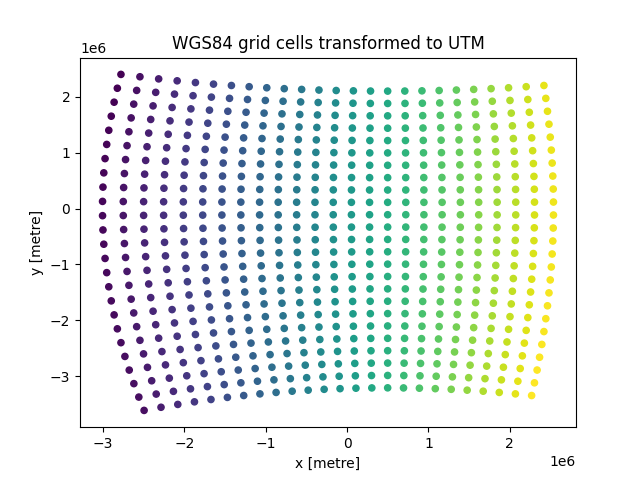 WGS84 grid cells transformed to UTM
1e6
2
1
0
−1
−2
−3
y [metre]
−3
−2
−1
0
1
2
x [metre]
1e6